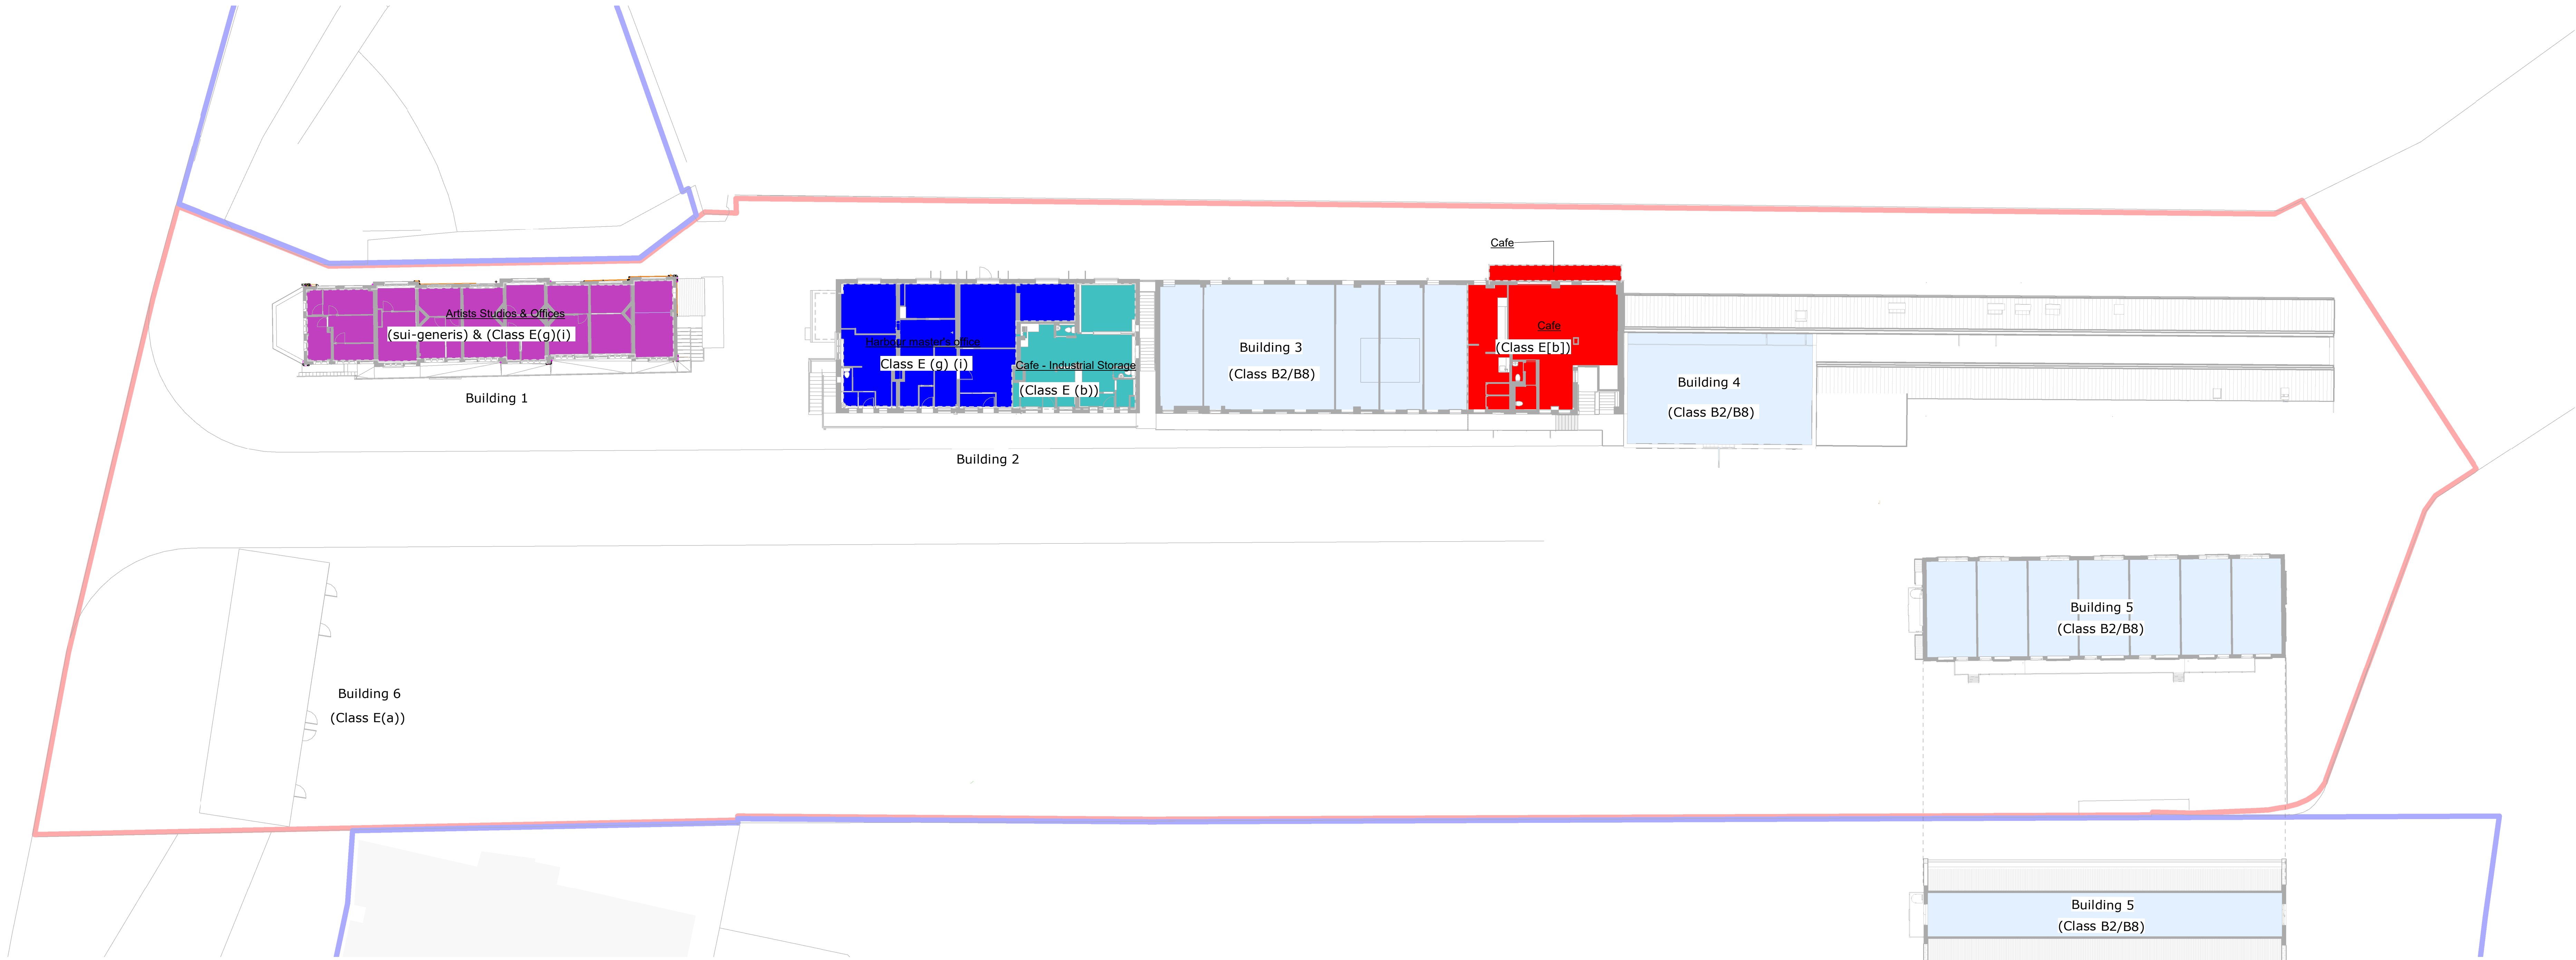 Cafe
Artists Studios & Offices
(sui-generis) & (Class E(g)(i)
Building 1
Harbour master's office
Class E (g) (i)
Cafe - Industrial Storage
(Class E (b))
Building 2
Building 3
(Class B2/B8)
Cafe
(Class E[b])
Building 4
(Class B2/B8)
Building 5
(Class B2/B8)
Building 6
(Class E(a))
Building 5
(Class B2/B8)